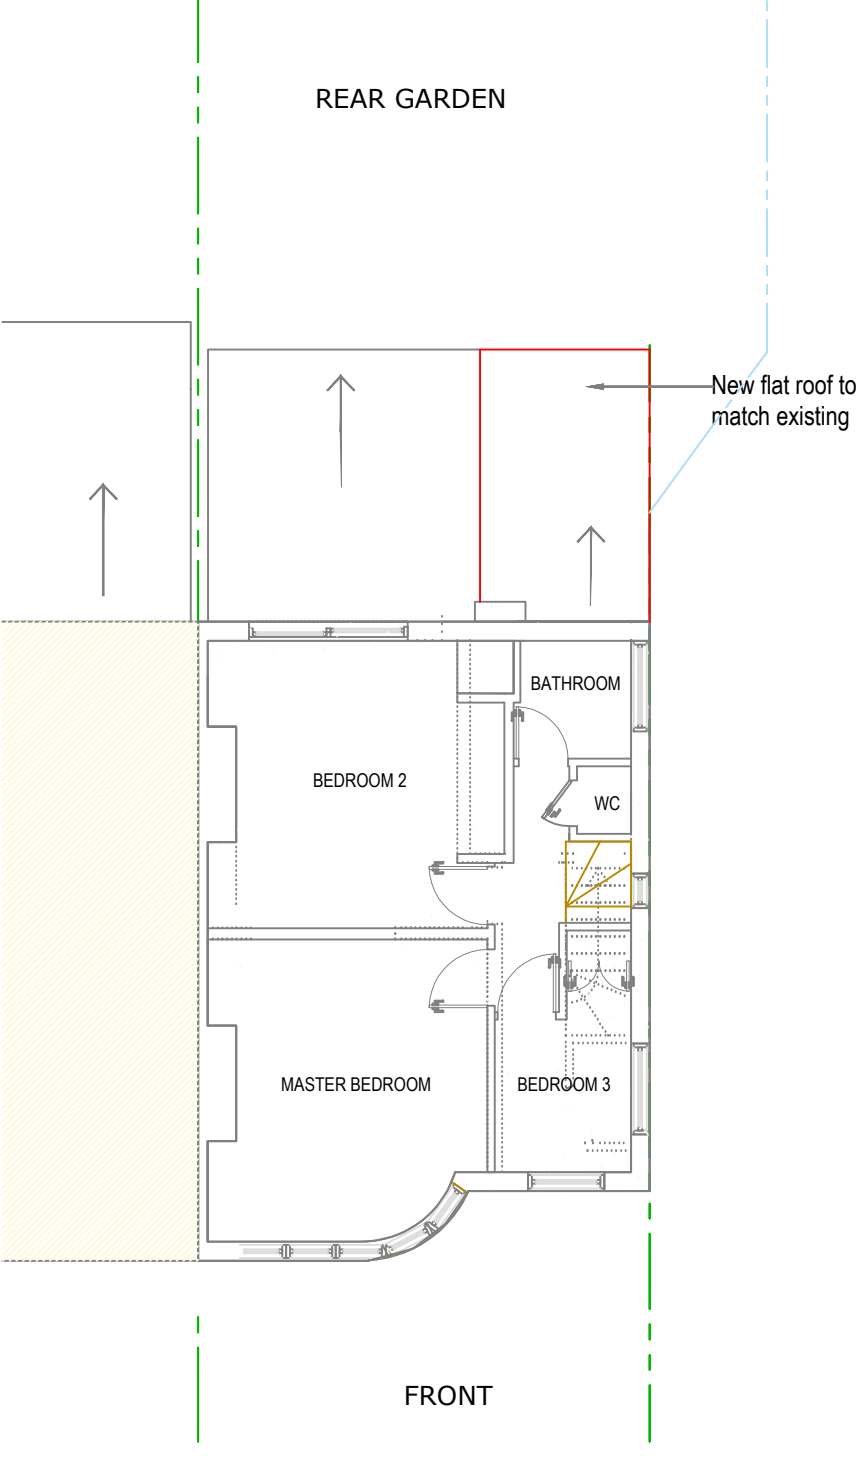 REAR GARDEN
New flat roof to
match existing
BATHROOM
BEDROOM 2
WC
MASTER BEDROOM
BEDROOM 3
FRONT